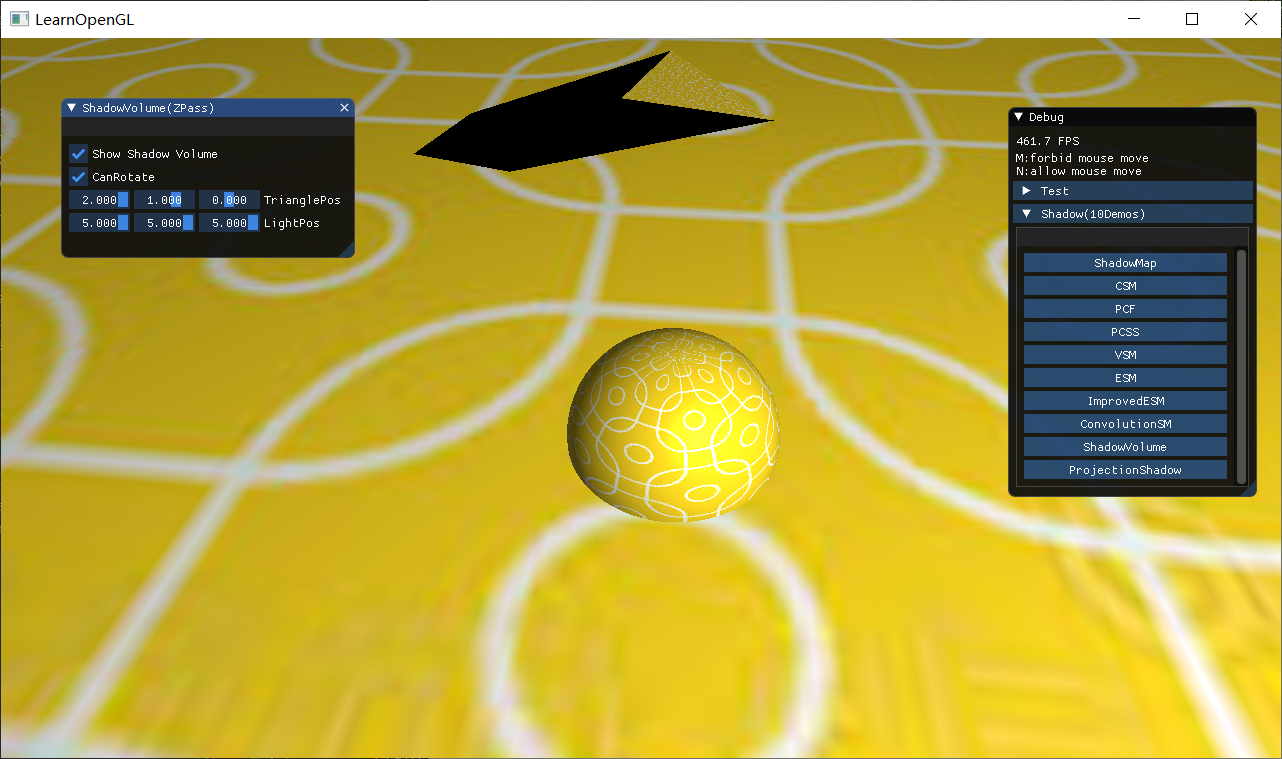 LearnOpenGL
ShadowVolume(ZPass)
Show Shadow Volume
CanRotate
2.000 1.000 0.000 TrianglePos
5.000 5.000 5.000 LightPos
Debug
461.7 FPS
M:forbid mouse move
N:allow mouse move
Test
Shadow(10Demos)
ShadowMap
CSM
PCF
PCSS
VSM
ESM
ImprovedESM
ConvolutionSM
ShadowVolume
ProjectionShadow